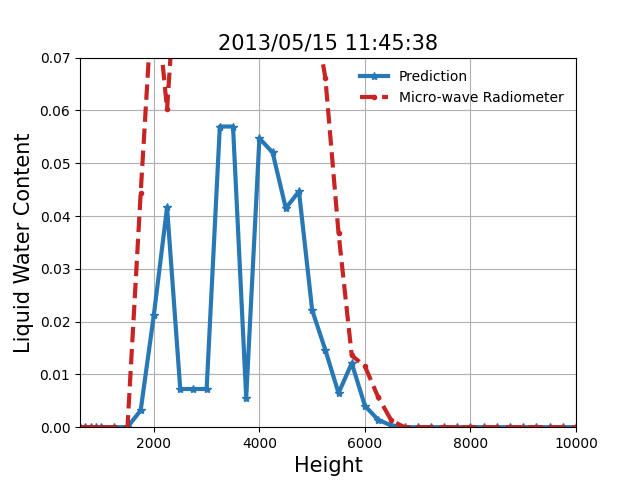 2013/05/15 11:45:38
Prediction
Micro-wave Radiometer
Liquid Water Content
0.07
0.06
0.05
0.04
0.03
0.02
0.01
0.00
2000 4000 6000 8000 10000
Height